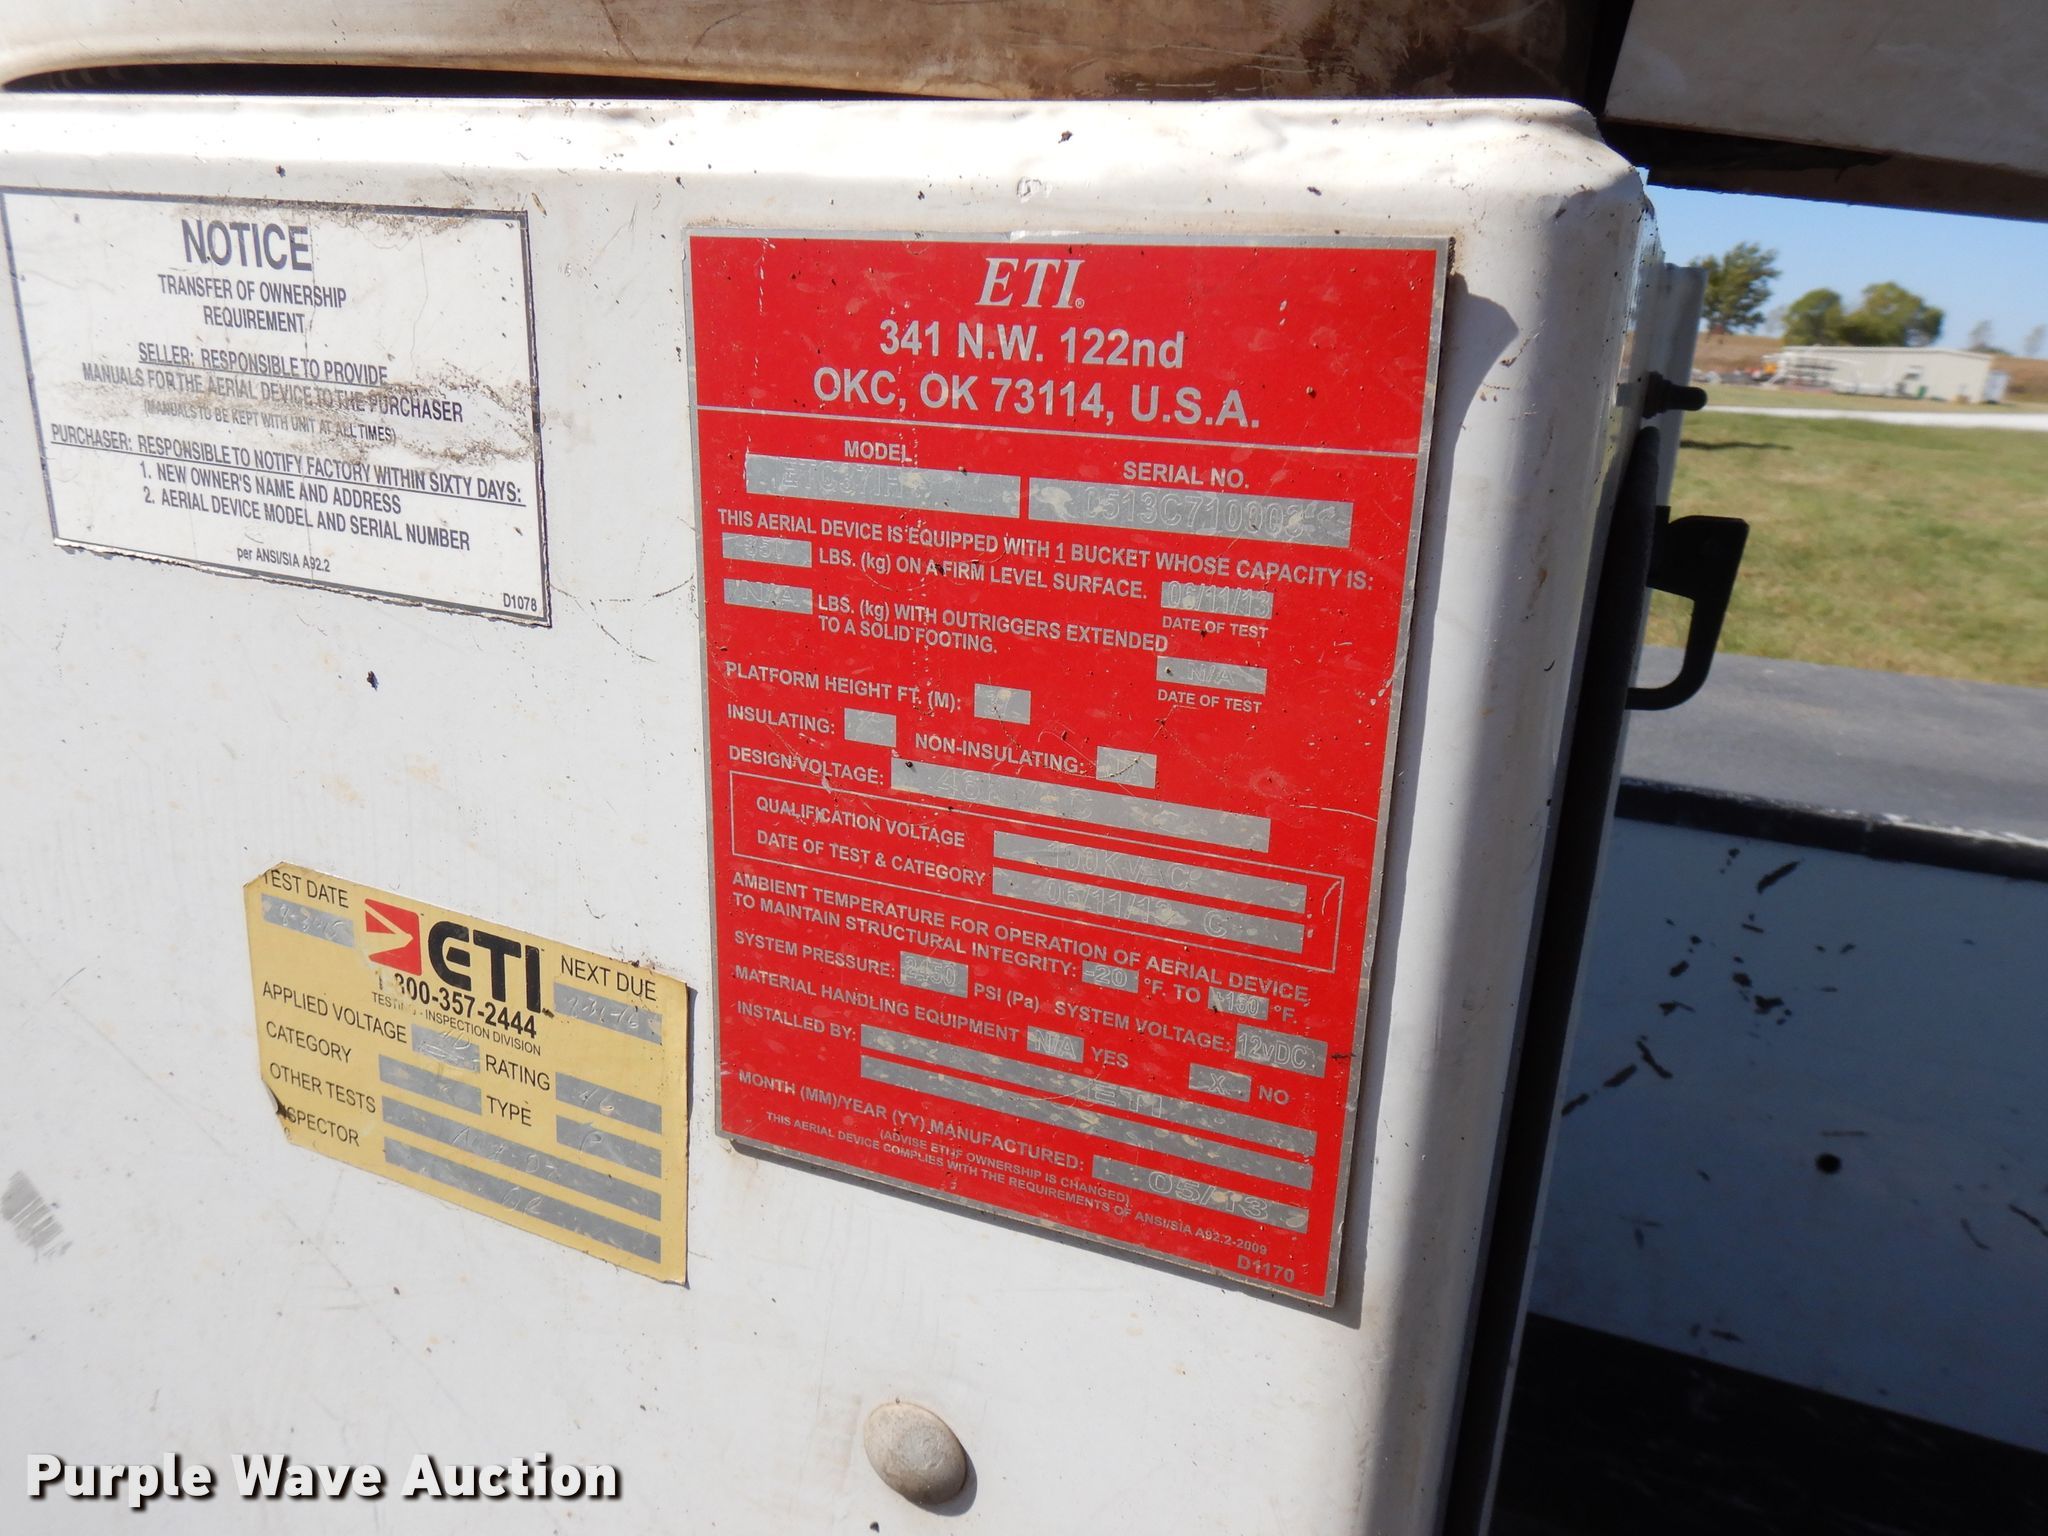 NOTICE
TRANSFER OF OWNERSHIP
REQUIREMENT
SELLER: RESPONSIBLE TO PROVIDE
MANUALS FOR THE AERIAL DEVICE TO THE PURCHASER
(MANUALS TO BE KEPT WITH UNIT AT ALL TIMES)
PURCHASER: RESPONSIBLE TO NOTIFY FACTORY WITHIN SIXTY DAYS:
1. NEW OWNER'S NAME AND ADDRESS
2. AERIAL DEVICE MODEL AND SERIAL NUMBER
per ANSI/SIA A92.2
D1078
ETI®
341 N.W. 122nd
OKC, OK 73114, U.S.A.
MODEL
SERIAL NO.
ETC37IH
THIS AERIAL DEVICE IS EQUIPPED WITH 1 BUCKET WHOSE CAPACITY IS:
350 LBS. (kg) ON A FIRM LEVEL SURFACE. 06/11/13
DATE OF TEST
N/A LBS. (kg) WITH OUTRIGGERS EXTENDED
TO A SOLID FOOTING.
N/A
DATE OF TEST
PLATFORM HEIGHT FT. (M):
INSULATING:
NON-INSULATING:
DESIGN VOLTAGE:
QUALIFICATION VOLTAGE 100KVAC
DATE OF TEST & CATEGORY 06/11/13 C
AMBIENT TEMPERATURE FOR OPERATION OF AERIAL DEVICE
TO MAINTAIN STRUCTURAL INTEGRITY: -20 °F. TO °F.
SYSTEM PRESSURE: 2450 PSI (Pa) SYSTEM VOLTAGE: 12vDC
MATERIAL HANDLING EQUIPMENT N/A YES X NO
INSTALLED BY: ETI
MONTH (MM)/YEAR (YY) MANUFACTURED: 05/13
(ADVISE ETI IF OWNERSHIP IS CHANGED)
THIS AERIAL DEVICE COMPLIES WITH THE REQUIREMENTS OF ANSI/SIA A92.2-2009
D1170
TEST DATE
ETI
NEXT DUE
1-800-357-2444
TESTING - INSPECTION DIVISION
APPLIED VOLTAGE
RATING 46
CATEGORY
TYPE P
OTHER TESTS
INSPECTOR
Purple Wave Auction